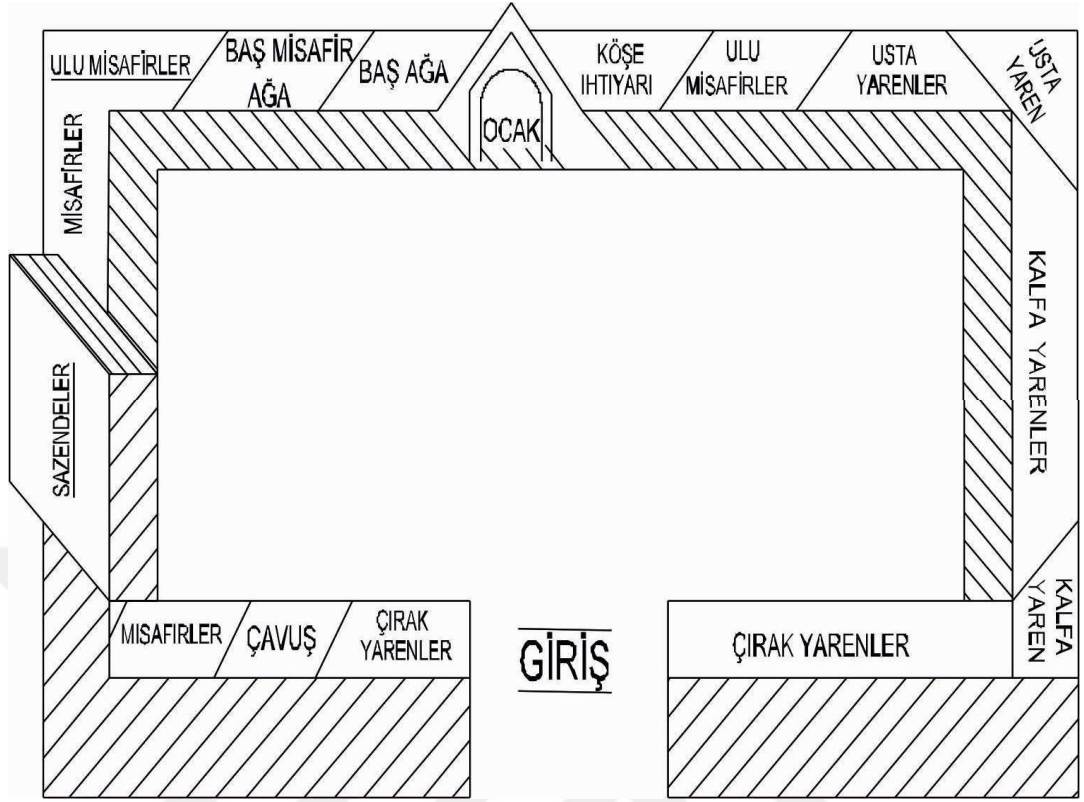 ULU MİSAFİRLER
BAŞ MİSAFİR
AĞA
BAŞ AĞA
OCAK
KÖŞE
IHTIYARI
ULU
MİSAFİRLER
USTA
YARENLER
USTA
YAREN
MİSAFİRLER
KALFA YARENLER
SAZENDELER
KALFA
YAREN
MISAFIRLER
ÇAVUŞ
ÇIRAK
YARENLER
GİRİŞ
ÇIRAK YARENLER